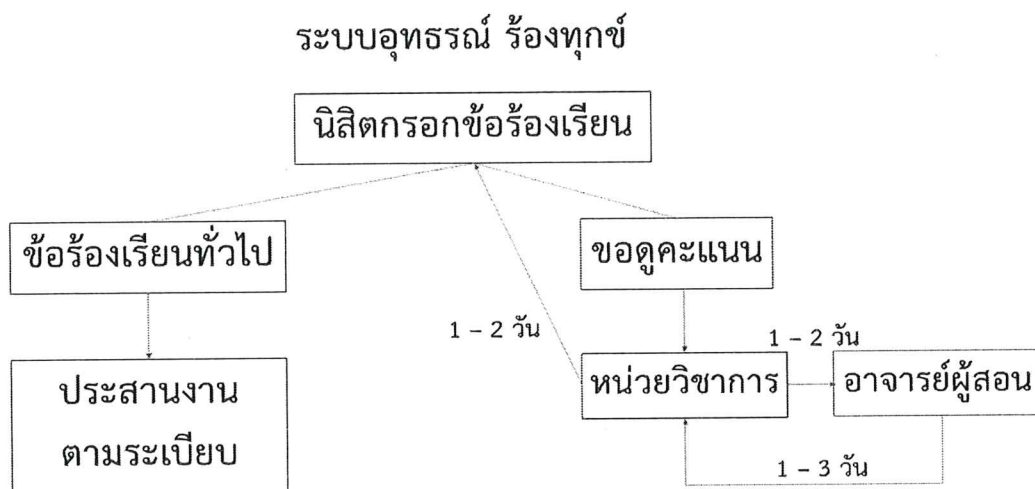 ระบบอุทธรณ์ ร้องทุกข์
นิสิตกรอกข้อร้องเรียน
ข้อร้องเรียนทั่วไป
ขอดูคะแนน
1 – 2 วัน
1 – 2 วัน
ประสานงาน
ตามระเบียบ
หน่วยวิชาการ
อาจารย์ผู้สอน
1 – 3 วัน